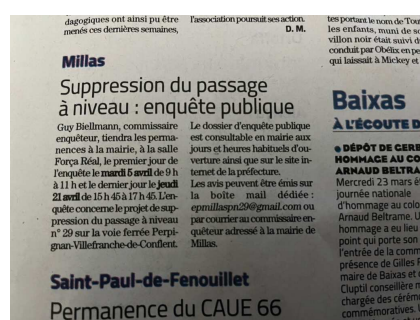 dagogiques ont ainsi pu être
menés ces dernières semaines,
l'association poursuit ses action.
D. M.
Millas
Suppression du passage
à niveau : enquête publique
Guy Biellmann, commissaire
enquêteur, tiendra les perma-
nences à la mairie, à la salle
Força Réal, le premier jour de
l'enquête le mardi 5 avril de 9 h
à 11 h et le dernier jour le jeudi
21 avril de 15 h 45 à 17 h 45. L'en-
quête concerne le projet de sup-
pression du passage à niveau
n° 29 sur la voie ferrée Perpi-
gnan-Villefranche-de-Conflent.
Le dossier d'enquête publique
est consultable en mairie aux
jours et heures habituels d'ou-
verture ainsi que sur le site in-
ternet de la préfecture.
Les avis peuvent être émis sur
la boîte mail dédiée :
epmillaspn29@gmail.com ou
par courrier au commissaire en-
quêteur adressé à la mairie de
Millas.
Saint-Paul-de-Fenouillet
Permanence du CAUE 66
tes portant le nom de
les enfants, muni de
villon noir était suivi
conduit par Obélix en
qui laissait à Mickey et
Baixas
À L'ÉCOUTE D
● DÉPÔT DE GERB
HOMMAGE AU CO
ARNAUD BELTRA
Mercredi 23 mars
journée nationale
d'hommage au colo
Arnaud Beltrame. U
hommage a eu lieu
point qui porte son
l'entrée de la comm
présence de Gilles
maire de Baixas et
Cluptil conseillère
chargée des cérém
commémoratives.